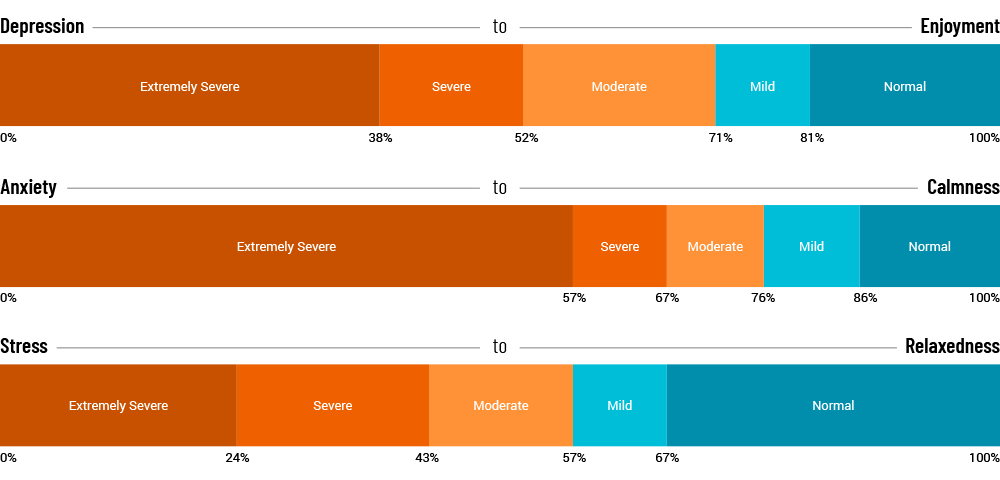 Depression to Enjoyment
Extremely Severe Severe Moderate Mild Normal
0% 38% 52% 71% 81% 100%
Anxiety to Calmness
Extremely Severe Severe Moderate Mild Normal
0% 57% 67% 76% 86% 100%
Stress to Relaxedness
Extremely Severe Severe Moderate Mild Normal
0% 24% 43% 57% 67% 100%